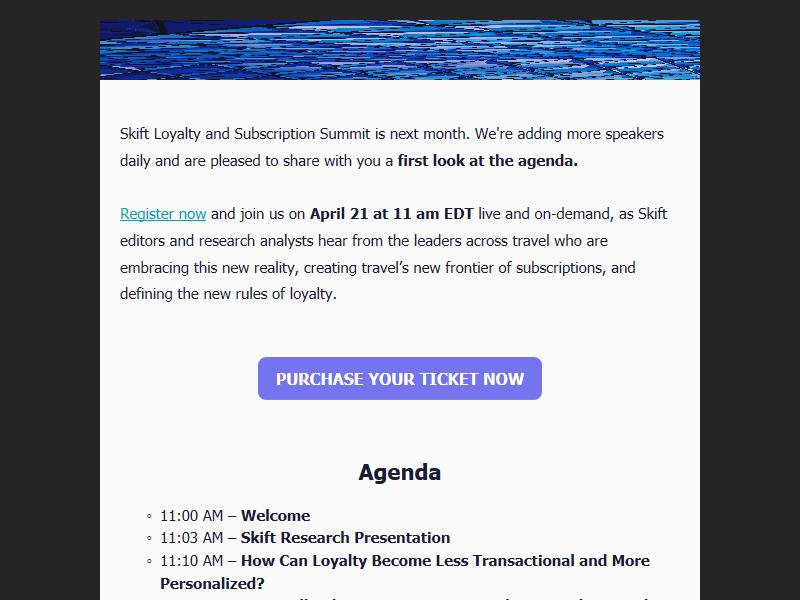 Skift Loyalty and Subscription Summit is next month. We're adding more speakers
daily and are pleased to share with you a first look at the agenda.
Register now and join us on April 21 at 11 am EDT live and on-demand, as Skift
editors and research analysts hear from the leaders across travel who are
embracing this new reality, creating travel’s new frontier of subscriptions, and
defining the new rules of loyalty.
PURCHASE YOUR TICKET NOW
Agenda
◦ 11:00 AM – Welcome
◦ 11:03 AM – Skift Research Presentation
◦ 11:10 AM – How Can Loyalty Become Less Transactional and More
Personalized?